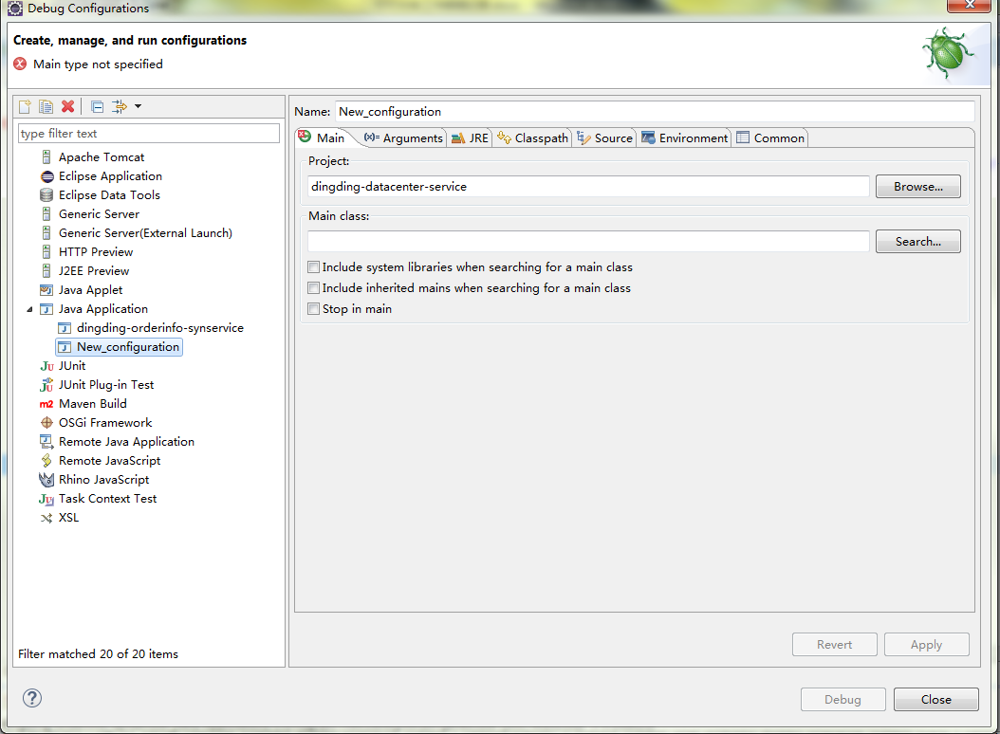 Debug Configurations
Create, manage, and run configurations
Main type not specified
type filter text
Apache Tomcat
Eclipse Application
Eclipse Data Tools
Generic Server
Generic Server(External Launch)
HTTP Preview
J2EE Preview
Java Applet
Java Application
dingding-orderinfo-synservice
New_configuration
JUnit
JUnit Plug-in Test
Maven Build
OSGi Framework
Remote Java Application
Remote JavaScript
Rhino JavaScript
Task Context Test
XSL
Filter matched 20 of 20 items
Name: New_configuration
Main (x)= Arguments JRE Classpath Source Environment Common
Project:
dingding-datacenter-service Browse...
Main class:
Search...
Include system libraries when searching for a main class
Include inherited mains when searching for a main class
Stop in main
Revert Apply
Debug Close